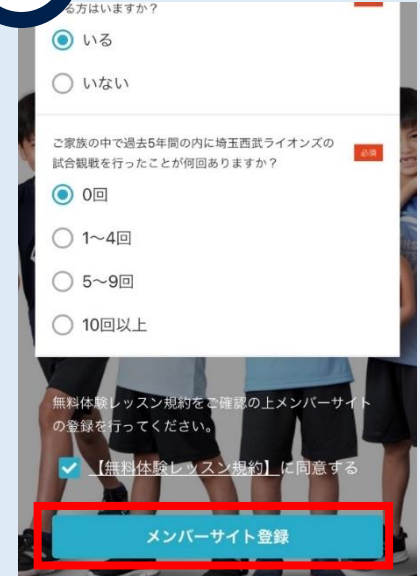 る方はいますか？
いる
いない
ご家族の中で過去5年間の内に埼玉西武ライオンズの
試合観戦を行ったことが何回ありますか？
必須
0回
1〜4回
5〜9回
10回以上
無料体験レッスン規約をご確認の上メンバーサイト
の登録を行ってください。
【無料体験レッスン規約】に同意する
メンバーサイト登録